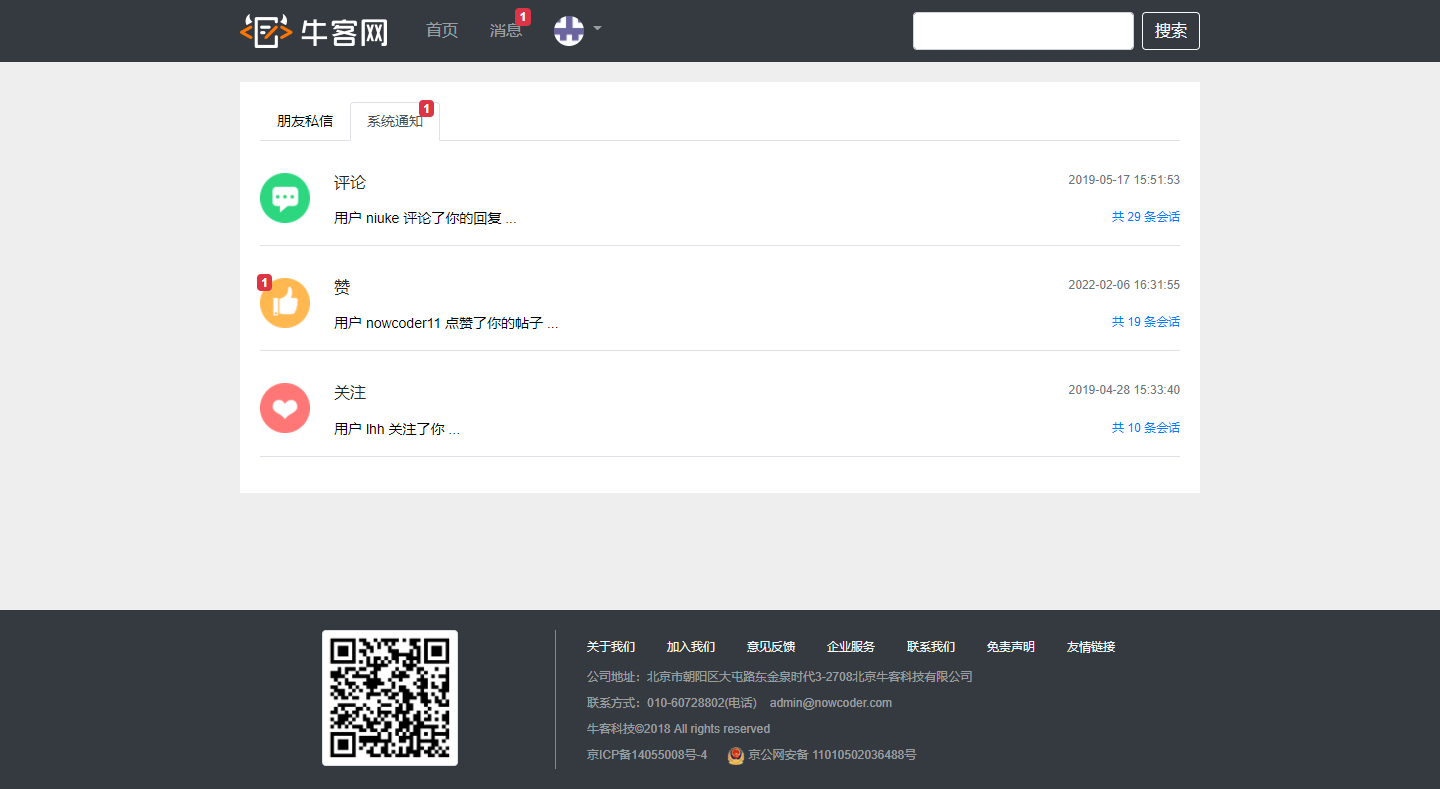 牛客网 首页 消息 1 搜索
朋友私信 系统通知 1
评论 2019-05-17 15:51:53
用户 niuke 评论了你的回复 ... 共 29 条会话
1 赞 2022-02-06 16:31:55
用户 nowcoder11 点赞了你的帖子 ... 共 19 条会话
关注 2019-04-28 15:33:40
用户 lhh 关注了你 ... 共 10 条会话
关于我们 加入我们 意见反馈 企业服务 联系我们 免责声明 友情链接
公司地址：北京市朝阳区大屯路东金泉时代3-2708北京牛客科技有限公司
联系方式：010-60728802(电话) admin@nowcoder.com
牛客科技©2018 All rights reserved
京ICP备14055008号-4 京公网安备 11010502036488号